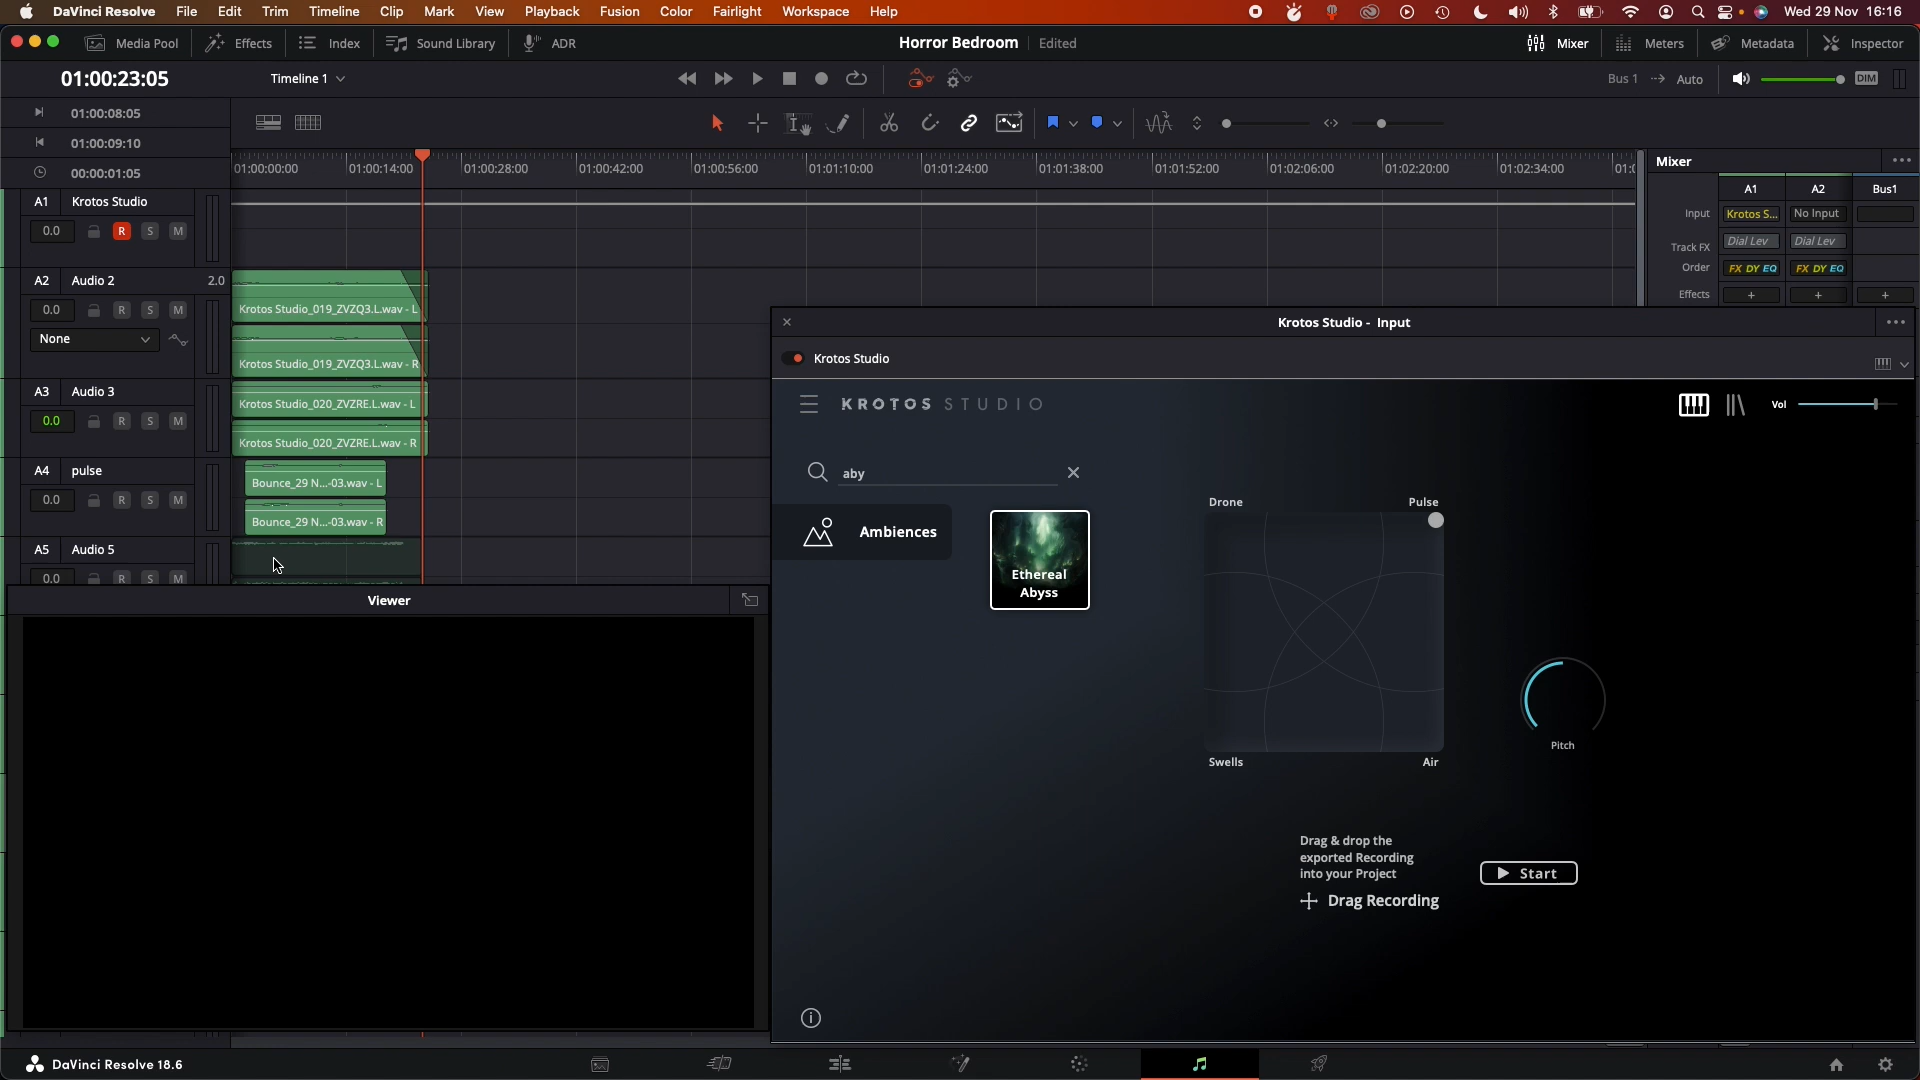 DaVinci Resolve File Edit Trim Timeline Clip Mark View Playback Fusion Color Fairlight Workspace Help Wed 29 Nov 16:16
Media Pool Effects Index Sound Library ADR Horror Bedroom Edited Mixer Meters Metadata Inspector
01:00:23:05 Timeline 1 Bus 1 Auto DIM
01:00:08:05
01:00:09:10
00:00:01:05
01:00:00:00 01:00:14:00 01:00:28:00 01:00:42:00 01:00:56:00 01:01:10:00 01:01:24:00 01:01:38:00 01:01:52:00 01:02:06:00 01:02:20:00 01:02:34:00
Mixer
A1 A2 Bus1
Input Krotos S... No Input
Track FX Dial Lev Dial Lev
Order FX DY EQ FX DY EQ
Effects + + +
A1 Krotos Studio
0.0 R S M
A2 Audio 2 2.0
0.0 R S M
None
Krotos Studio_019_ZVZQ3.L.wav - L
Krotos Studio_019_ZVZQ3.L.wav - R
A3 Audio 3
0.0 R S M
Krotos Studio_020_ZVZRE.L.wav - L
Krotos Studio_020_ZVZRE.L.wav - R
A4 pulse
0.0 R S M
Bounce_29 N...-03.wav - L
Bounce_29 N...-03.wav - R
A5 Audio 5
0.0 R S M
Viewer
Krotos Studio - Input
Krotos Studio
KROTOS STUDIO
Vol
aby
Ambiences
Ethereal
Abyss
Drone Pulse
Swells Air
Pitch
Drag & drop the
exported Recording
into your Project
Drag Recording
Start
DaVinci Resolve 18.6